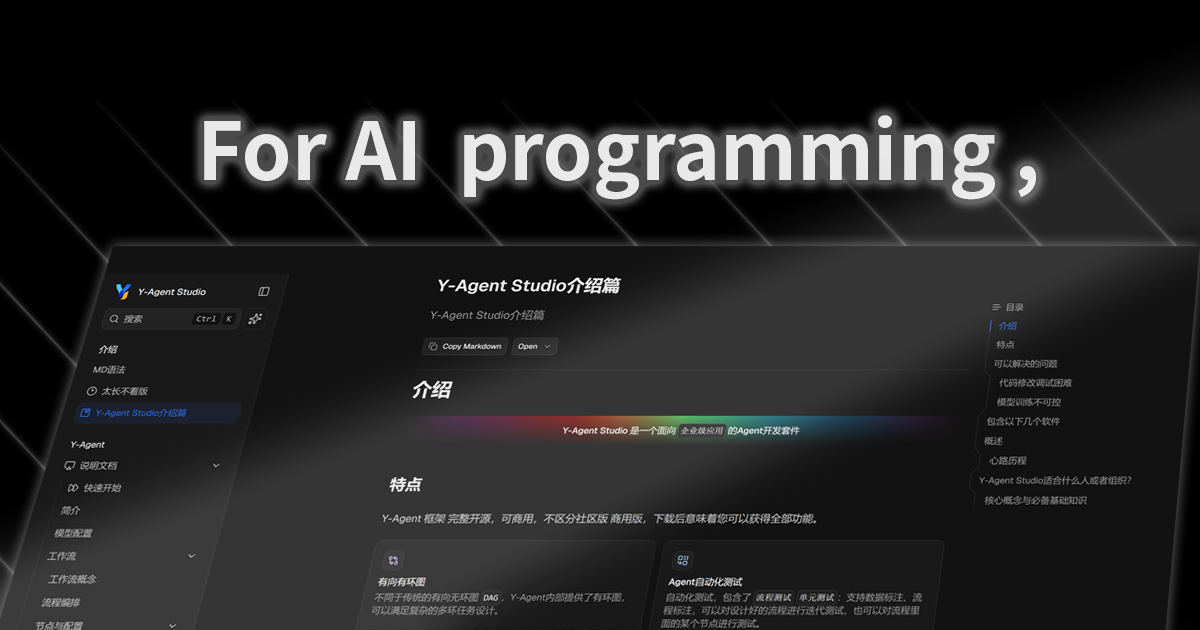 For AI programming ,
Y-Agent Studio
搜索 Ctrl K
介绍
MD语法
太长不看版
Y-Agent Studio介绍篇
Y-Agent
说明文档
快速开始
简介
模型配置
工作流
工作流概念
流程编排
节点与配置
Y-Agent Studio介绍篇
Y-Agent Studio介绍篇
Copy Markdown Open
介绍
Y-Agent Studio 是一个面向 企业级应用 的Agent开发套件
特点
Y-Agent 框架 完整开源，可商用，不区分社区版 商用版，下载后意味着您可以获得全部功能。
有向有环图
不同于传统的有向无环图 DAG ，Y-Agent内部提供了有环图，
可以满足复杂的多环任务设计。
Agent自动化测试
自动化测试，包含了 流程测试 单元测试 ：支持数据标注、流
程标注，可以对设计好的流程进行迭代测试，也可以对流程里
面的某个节点进行测试。
目录
介绍
特点
可以解决的问题
代码修改调试困难
模型训练不可控
包含以下几个软件
概述
心路历程
Y-Agent Studio适合什么人或者组织？
核心概念与必备基础知识